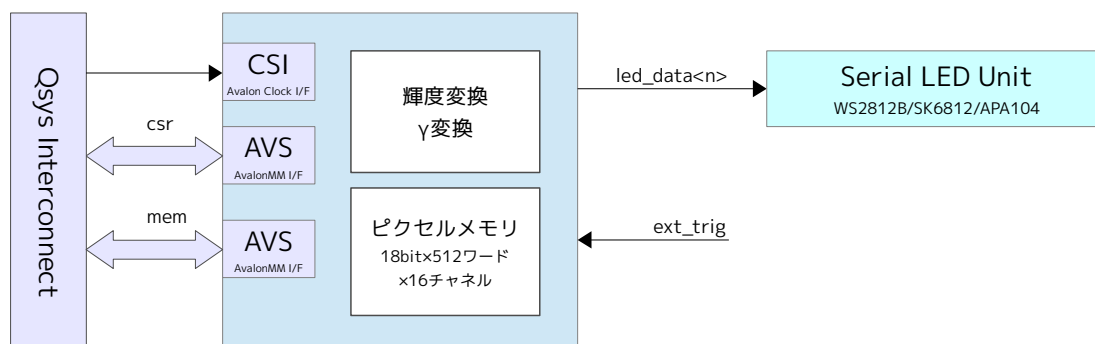 Qsys Interconnect
CSI
Avalon Clock I/F
csr
AVS
AvalonMM I/F
mem
AVS
AvalonMM I/F
輝度変換
γ変換
ピクセルメモリ
18bit×512ワード
×16チャネル
led_data<n>
Serial LED Unit
WS2812B/SK6812/APA104
ext_trig